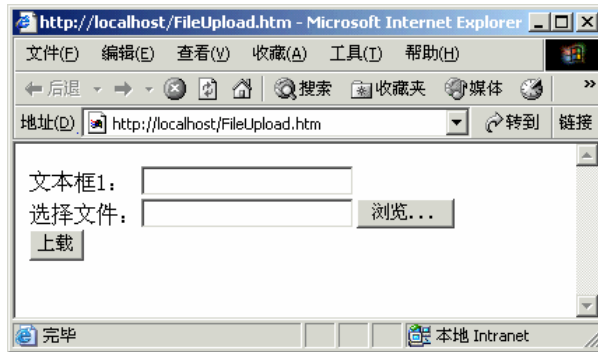 http://localhost/FileUpload.htm - Microsoft Internet Explorer
文件(F) 编辑(E) 查看(V) 收藏(A) 工具(T) 帮助(H)
后退 搜索 收藏夹 媒体 »
地址(D) http://localhost/FileUpload.htm 转到 链接
文本框1：
选择文件： 浏览...
上载
完毕 本地 Intranet